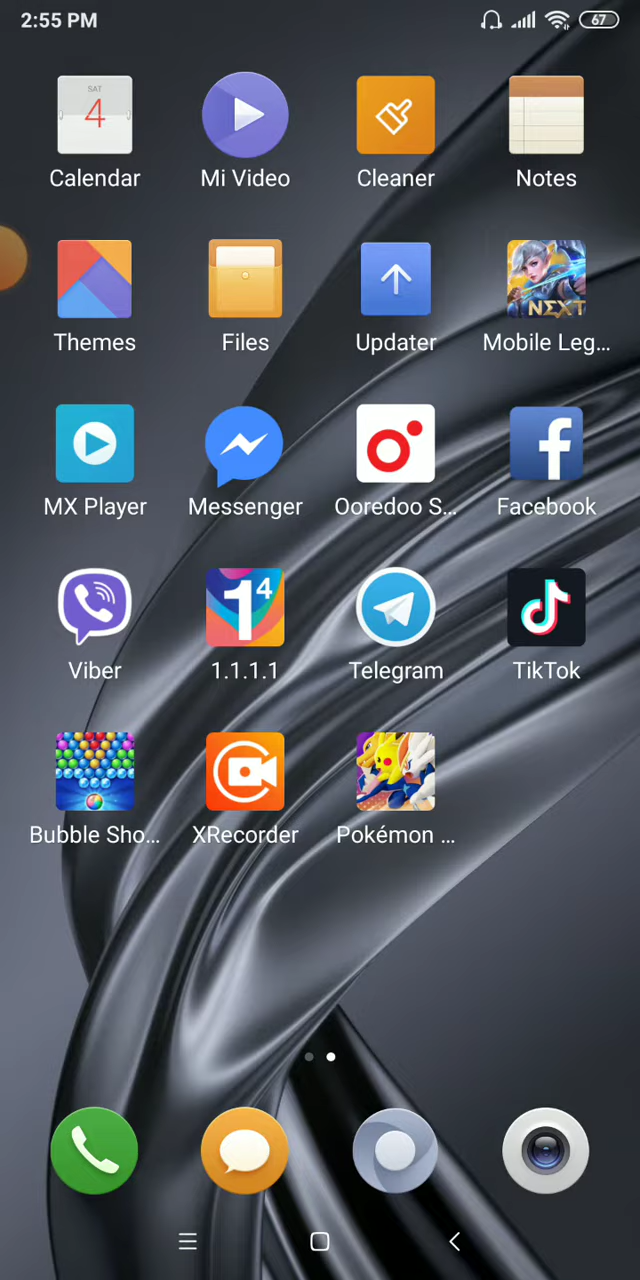 2:55 PM 67
SAT
4
Calendar Mi Video Cleaner Notes
NEXT
Themes Files Updater Mobile Leg...
MX Player Messenger Ooredoo S... Facebook
1⁴
Viber 1.1.1.1 Telegram TikTok
Bubble Sho... XRecorder Pokémon ...